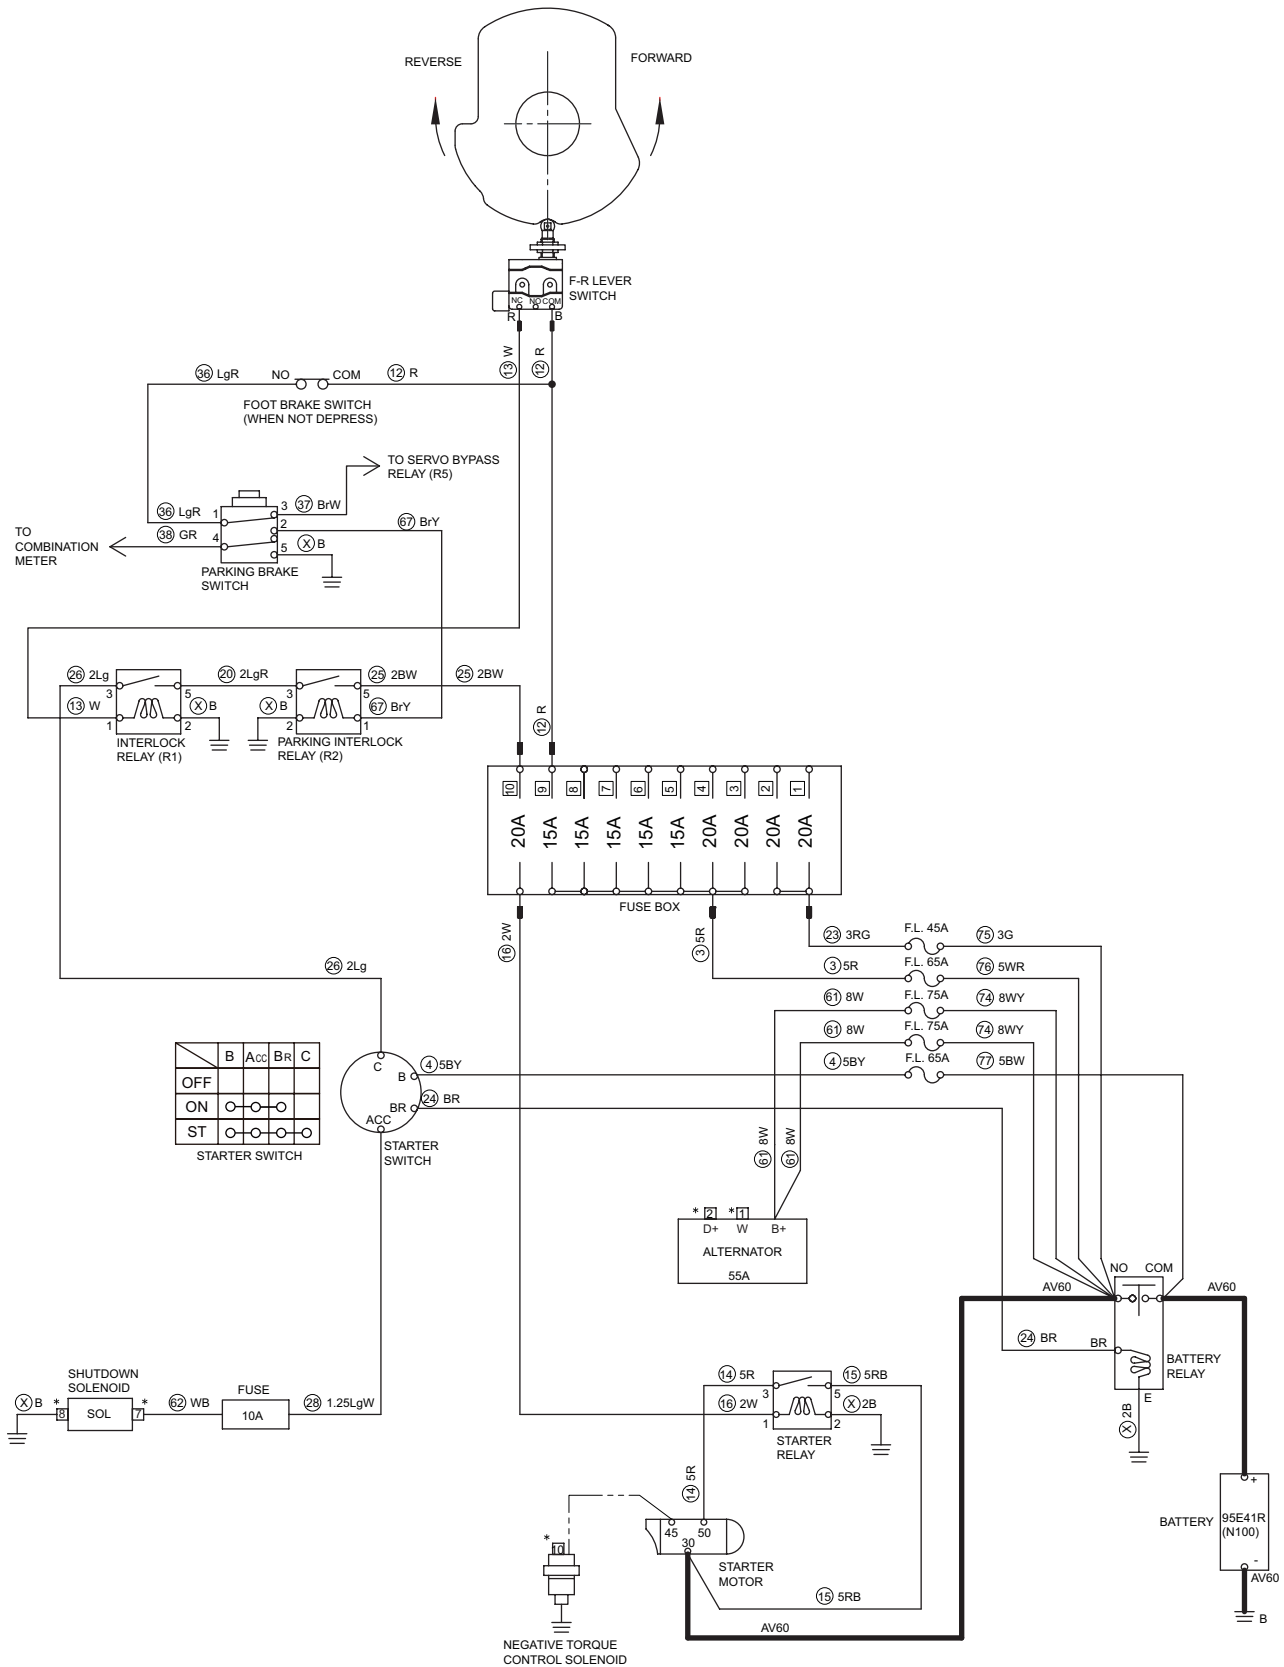 REVERSE
FORWARD
F-R LEVER
SWITCH
NC NO COM
R B
13 W
12 R
36 LgR
NO COM
12 R
FOOT BRAKE SWITCH
(WHEN NOT DEPRESS)
TO SERVO BYPASS
RELAY (R5)
36 LgR
1
3
37 BrW
2
67 BrY
TO
COMBINATION
METER
38 GR
4
5
X B
PARKING BRAKE
SWITCH
26 2Lg
3
5
20 2LgR
3
5
25 2BW
25 2BW
13 W
1
2
X B
X B
2
1
67 BrY
12 R
INTERLOCK
RELAY (R1)
PARKING INTERLOCK
RELAY (R2)
10 9 8 7 6 5 4 3 2 1
20A 15A 15A 15A 15A 15A 20A 20A 20A 20A
FUSE BOX
16 2W
3 5R
23 3RG
F.L. 45A
75 3G
3 5R
F.L. 65A
76 5WR
61 8W
F.L. 75A
74 8WY
61 8W
F.L. 75A
74 8WY
4 5BY
F.L. 65A
77 5BW
26 2Lg
B ACC BR C
OFF
ON
ST
STARTER SWITCH
C
B
4 5BY
BR
24 BR
ACC
STARTER
SWITCH
61 8W
61 8W
* 2
* 1
D+ W B+
ALTERNATOR
55A
NO COM
AV60
AV60
24 BR
BR
BATTERY
RELAY
E
X 2B
SHUTDOWN
SOLENOID
X B
*
8
SOL
7
*
62 WB
FUSE
10A
28 1.25LgW
14 5R
3
5
15 5RB
16 2W
1
2
X 2B
STARTER
RELAY
14 5R
45 50
30
STARTER
MOTOR
15 5RB
AV60
*
10
NEGATIVE TORQUE
CONTROL SOLENOID
BATTERY
+
95E41R
(N100)
-
AV60
B